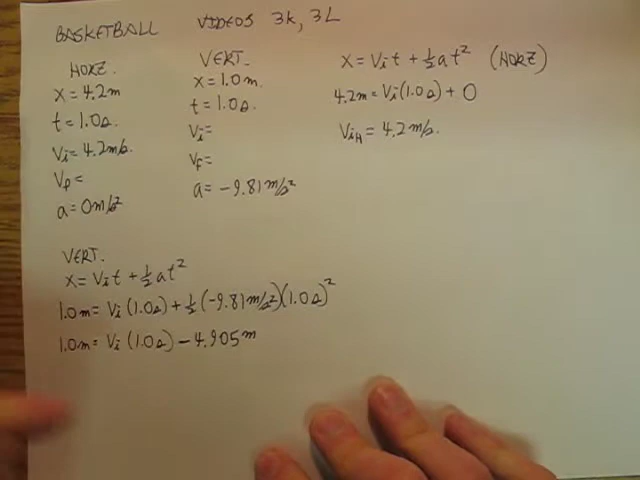 BASKETBALL VIDEOS 3k, 3L
HORZ.
x = 4.2m
t = 1.0s.
Vi = 4.2m/s.
Vf =
a = 0m/s²
VERT.
x = 1.0m.
t = 1.0s.
Vi =
Vf =
a = -9.81m/s²
x = Vit + ½at² (HORZ)
4.2m = Vi(1.0s) + 0
ViH = 4.2m/s.
VERT.
x = Vit + ½at²
1.0m = Vi(1.0s) + ½(-9.81m/s²)(1.0s)²
1.0m = Vi(1.0s) - 4.905m